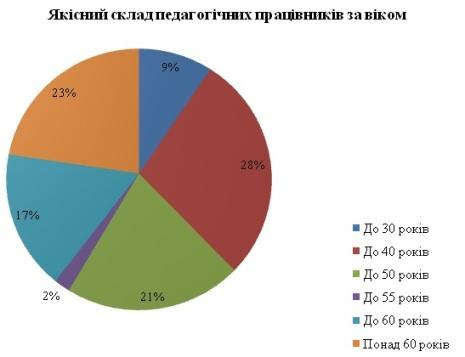 Якісний склад педагогічних працівників за віком
9%
28%
21%
2%
17%
23%
До 30 років
До 40 років
До 50 років
До 55 років
До 60 років
Понад 60 років